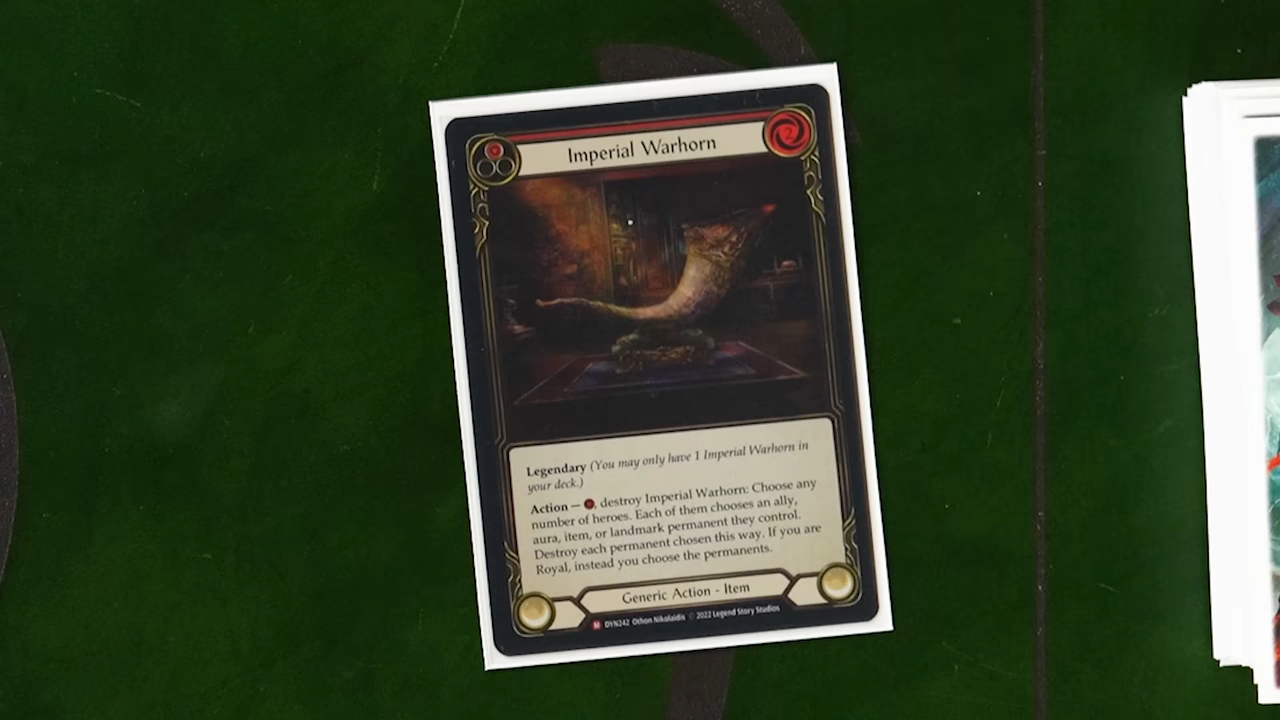 Imperial Warhorn
2
Legendary (You may only have 1 Imperial Warhorn in
your deck.)
Action — , destroy Imperial Warhorn: Choose any
number of heroes. Each of them chooses an ally,
aura, item, or landmark permanent they control.
Destroy each permanent chosen this way. If you are
Royal, instead you choose the permanents.
Generic Action - Item
M DYN242 Othon Nikolaidis © 2022 Legend Story Studios